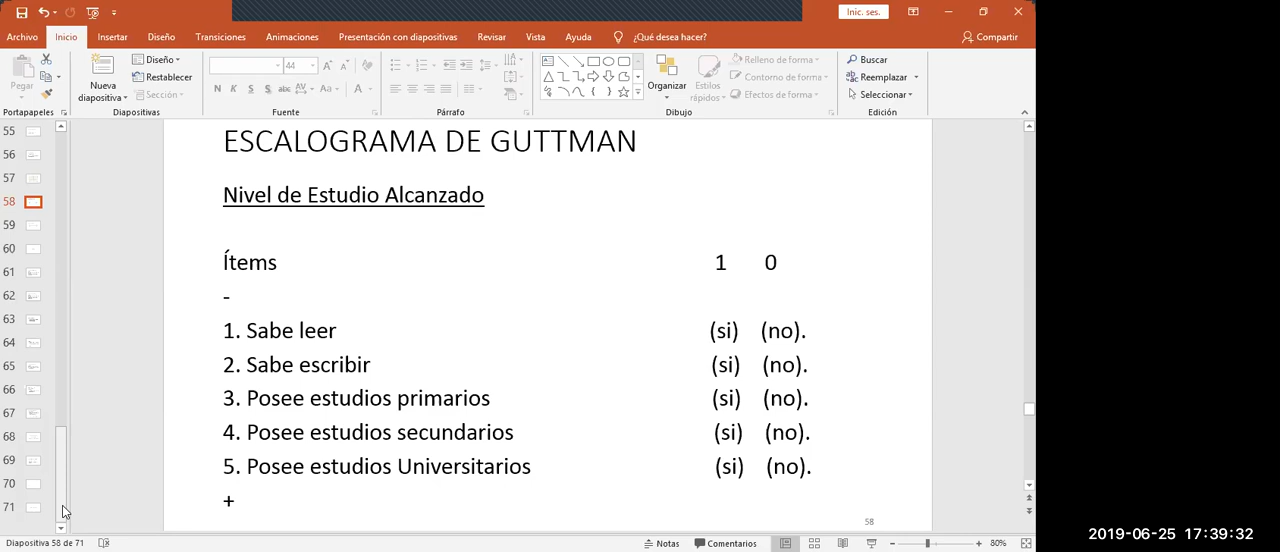 Inic. ses.
Archivo Inicio Insertar Diseño Transiciones Animaciones Presentación con diapositivas Revisar Vista Ayuda ¿Qué desea hacer? Compartir
Pegar
Nueva diapositiva
Diseño
Restablecer
Sección
44
N K S S abc AV Aa A
Organizar
Estilos rápidos
Relleno de forma
Contorno de forma
Efectos de forma
Buscar
Reemplazar
Seleccionar
Portapapeles Diapositivas Fuente Párrafo Dibujo Edición
55
56
57
58
59
60
61
62
63
64
65
66
67
68
69
70
71
ESCALOGRAMA DE GUTTMAN
Nivel de Estudio Alcanzado
Ítems 1 0
-
1. Sabe leer (si) (no).
2. Sabe escribir (si) (no).
3. Posee estudios primarios (si) (no).
4. Posee estudios secundarios (si) (no).
5. Posee estudios Universitarios (si) (no).
+
58
Diapositiva 58 de 71 Notas Comentarios 80%
2019-06-25 17:39:32